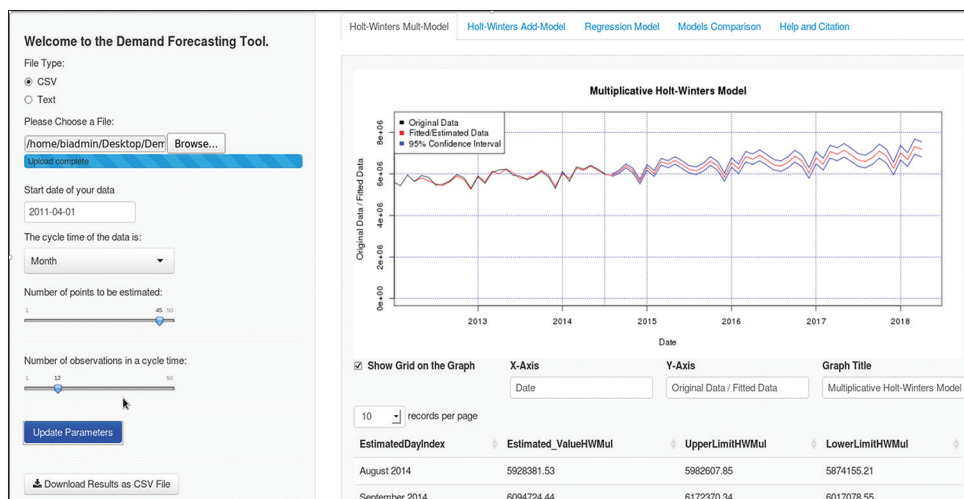 Welcome to the Demand Forecasting Tool.
File Type:
CSV
Text
Please Choose a File:
/home/biadmin/Desktop/Dem Browse...
Upload complete
Start date of your data
2011-04-01
The cycle time of the data is:
Month
Number of points to be estimated:
1 45 50
Number of observations in a cycle time:
1 12 50
Update Parameters
Download Results as CSV File
Holt-Winters Mult-Model Holt-Winters Add-Model Regression Model Models Comparison Help and Citation
Multiplicative Holt-Winters Model
Original Data
Fitted/Estimated Data
95% Confidence Interval
Original Data / Fitted Data
8e+06
6e+06
4e+06
2e+06
0e+00
2013 2014 2015 2016 2017 2018
Date
Show Grid on the Graph X-Axis Y-Axis Graph Title
Date Original Data / Fitted Data Multiplicative Holt-Winters Model
10 records per page
EstimatedDayIndex Estimated_ValueHWMul UpperLimitHWMul LowerLimitHWMul
August 2014 5928381.53 5982607.85 5874155.21
September 2014 6094724.44 6172370.34 6017078.55